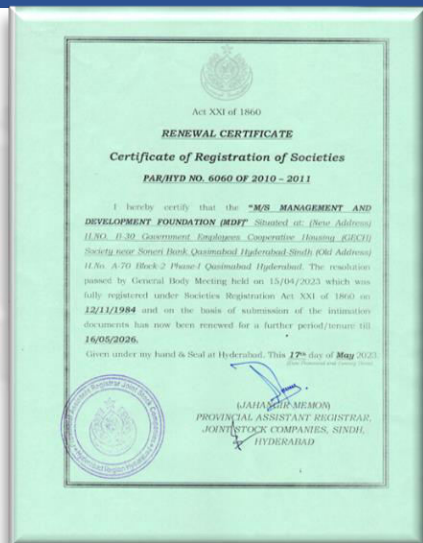 Act XXI of 1860
RENEWAL CERTIFICATE
Certificate of Registration of Societies
PAR/HYD NO. 6060 OF 2010 – 2011
I hereby certify that the "M/S MANAGEMENT AND
DEVELOPMENT FOUNDATION (MDF)" Situated at: (New Address)
H.NO. B-30 Government Employees Cooperative Housing (GECH)
Society near Soneri Bank Qasimabad Hyderabad-Sindh (Old Address)
H.No. A-70 Block-2 Phase-I Qasimabad Hyderabad. The resolution
passed by General Body Meeting held on 15/04/2023 which was
fully registered under Societies Registration Act XXI of 1860 on
12/11/1984 and on the basis of submission of the intimation
documents has now been renewed for a further period/tenure till
16/05/2026.
Given under my hand & Seal at Hyderabad. This 17th day of May 2023
(JAHANGIR MEMON)
PROVINCIAL ASSISTANT REGISTRAR,
JOINT STOCK COMPANIES, SINDH,
HYDERABAD